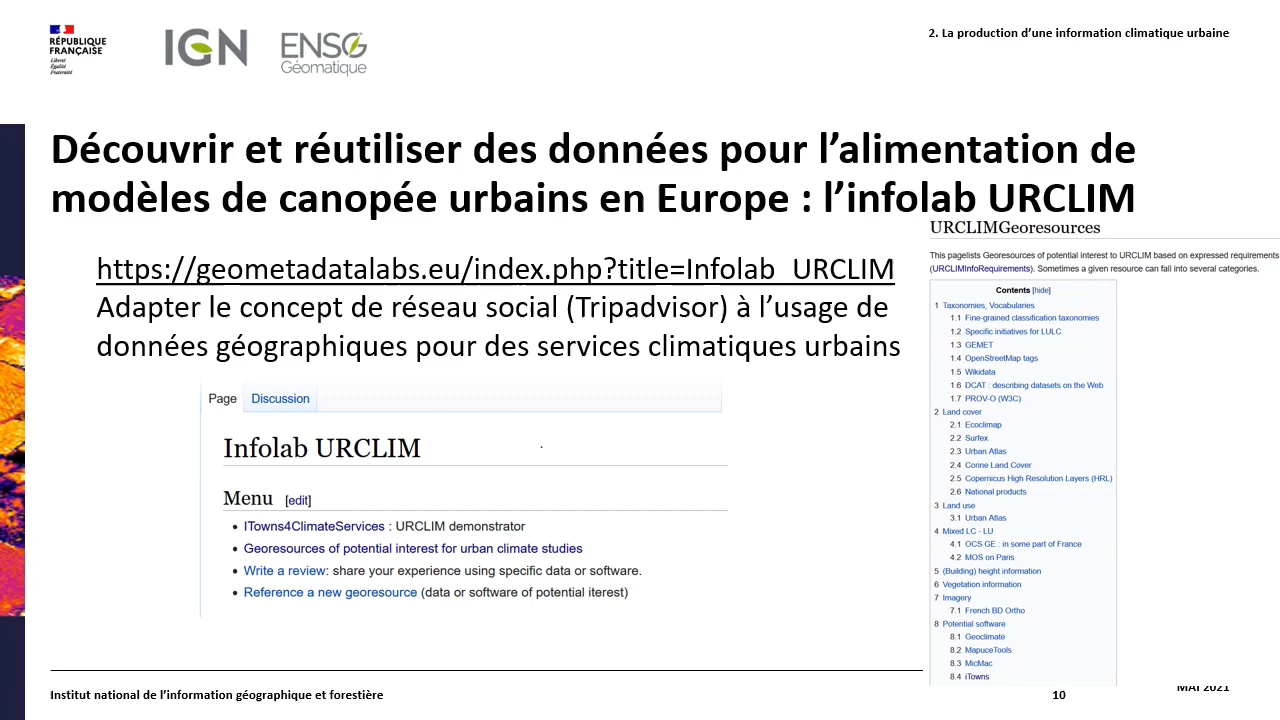 RÉPUBLIQUE
FRANÇAISE
Liberté
Égalité
Fraternité
IGN
ENSG
Géomatique
2. La production d’une information climatique urbaine
Découvrir et réutiliser des données pour l’alimentation de
modèles de canopée urbains en Europe : l’infolab URCLIM
https://geometadatalabs.eu/index.php?title=Infolab_URCLIM
Adapter le concept de réseau social (Tripadvisor) à l’usage de
données géographiques pour des services climatiques urbains
Page Discussion
Infolab URCLIM
Menu [edit]
• ITowns4ClimateServices : URCLIM demonstrator
• Georesources of potential interest for urban climate studies
• Write a review: share your experience using specific data or software.
• Reference a new georesource (data or software of potential iterest)
URCLIMGeoresources
This pagelists Georesources of potential interest to URCLIM based on expressed requirements
(URCLIMInfoRequirements). Sometimes a given resource can fall into several categories.
Contents [hide]
1 Taxonomies, Vocabularies
1.1 Fine-grained classification taxonomies
1.2 Specific initiatives for LULC
1.3 GEMET
1.4 OpenStreetMap tags
1.5 Wikidata
1.6 DCAT : describing datasets on the Web
1.7 PROV-O (W3C)
2 Land cover
2.1 Ecoclimap
2.2 Surfex
2.3 Urban Atlas
2.4 Corine Land Cover
2.5 Copernicus High Resolution Layers (HRL)
2.6 National products
3 Land use
3.1 Urban Atlas
4 Mixed LC - LU
4.1 OCS GE : in some part of France
4.2 MOS on Paris
5 (Building) height information
6 Vegetation information
7 Imagery
7.1 French BD Ortho
8 Potential software
8.1 Geoclimate
8.2 MapuceTools
8.3 MicMac
8.4 iTowns
Institut national de l’information géographique et forestière
10
MAI 2021